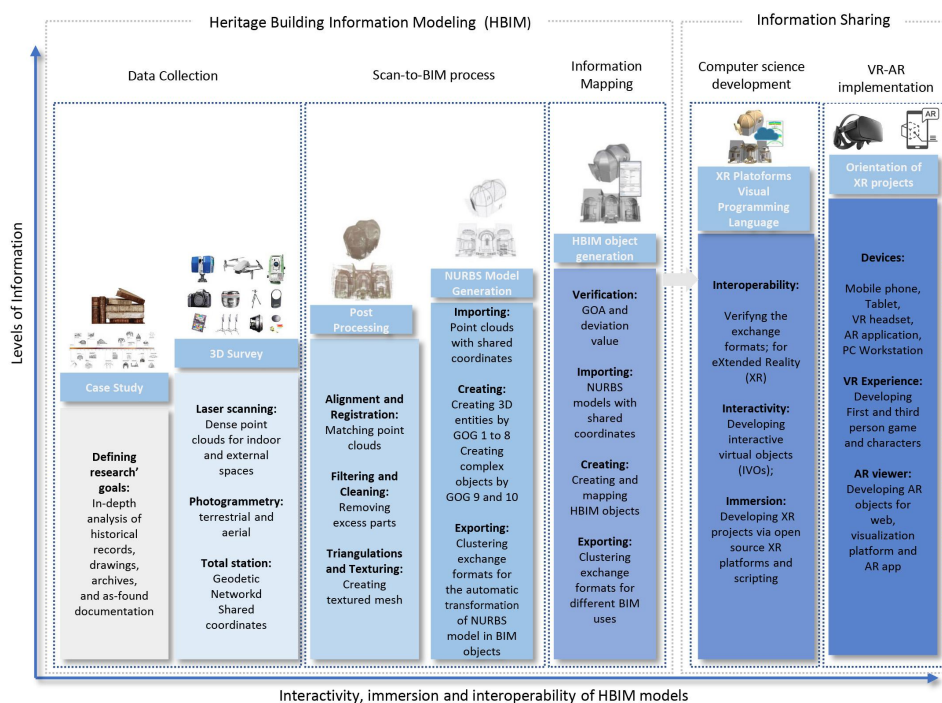 Heritage Building Information Modeling (HBIM)
Information Sharing
Data Collection
Scan-to-BIM process
Information
Mapping
Computer science
development
VR-AR
implementation
Levels of Information
Case Study
Defining
research'
goals:
In-depth
analysis of
historical
records,
drawings,
archives,
and as-found
documentation
3D Survey
Laser scanning:
Dense point
clouds for indoor
and external
spaces
Photogrammetry:
terrestrial and
aerial
Total station:
Geodetic
Networkd
Shared
coordinates
Post
Processing
Alignment and
Registration:
Matching point
clouds
Filtering and
Cleaning:
Removing
excess parts
Triangulations
and Texturing:
Creating
textured mesh
NURBS Model
Generation
Importing:
Point clouds
with shared
coordinates
Creating:
Creating 3D
entities by
GOG 1 to 8
Creating
complex
objects by
GOG 9 and 10
Exporting:
Clustering
exchange
formats for
the automatic
transformation
of NURBS
model in BIM
objects
HBIM object
generation
Verification:
GOA and
deviation
value
Importing:
NURBS
models with
shared
coordinates
Creating:
Creating and
mapping
HBIM objects
Exporting:
Clustering
exchange
formats for
different BIM
uses
XR Platoforms
Visual
Programming
Language
Interoperability:
Verifyng the
exchange
formats; for
eXtended Reality
(XR)
Interactivity:
Developing
interactive
virtual objects
(IVOs);
Immersion:
Developing XR
projects via open
source XR
platforms and
scripting
AR
Orientation of
XR projects
Devices:
Mobile phone,
Tablet,
VR headset,
AR application,
PC Workstation
VR Experience:
Developing
First and third
person game
and characters
AR viewer:
Developing AR
objects for
web,
visualization
platform and
AR app
Interactivity, immersion and interoperability of HBIM models